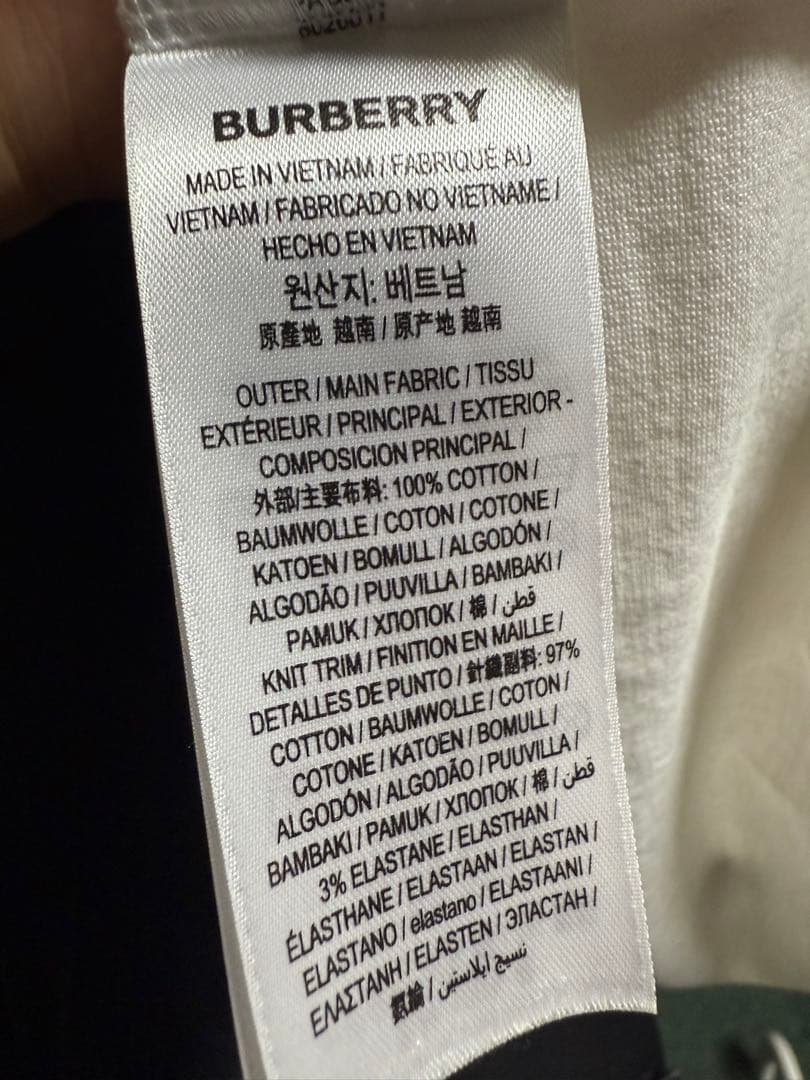 BURBERRY
MADE IN VIETNAM / FABRIQUÉ AU
VIETNAM / FABRICADO NO VIETNAME /
HECHO EN VIETNAM
원산지: 베트남
原產地 越南 / 原产地 越南
OUTER / MAIN FABRIC / TISSU
EXTÉRIEUR / PRINCIPAL / EXTERIOR -
COMPOSICION PRINCIPAL /
外部/主要布料: 100% COTTON /
BAUMWOLLE / COTON / COTONE /
KATOEN / BOMULL / ALGODÓN /
ALGODÃO / PUUVILLA / BAMBAKI /
PAMUK / ХЛОПОК / 棉 / قطن
KNIT TRIM / FINITION EN MAILLE /
DETALLES DE PUNTO / 針織副料: 97%
COTTON / BAUMWOLLE / COTON /
COTONE / KATOEN / BOMULL /
ALGODÓN / ALGODÃO / PUUVILLA /
BAMBAKI / PAMUK / ХЛОПОК / 棉 / قطن
3% ELASTANE / ELASTHAN /
ÉLASTHANE / ELASTAAN / ELASTAN /
ELASTANO / elastano / ELASTAANI /
ΕΛΑΣΤΑΝΗ / ELASTEN / ЭЛАСТАН /
/ نسيج ايلاستين